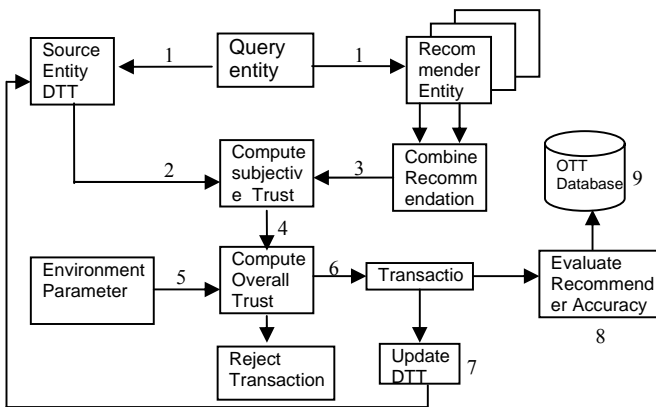 Source
Entity
DTT
1
Query
entity
1
Recom
mender
Entity
2
Compute
subjectiv
e Trust
3
Combine
Recomm
endation
OTT
Database
9
4
Environment
Parameter
5
Compute
Overall
Trust
6
Transactio
Evaluate
Recommend
er Accuracy
8
Reject
Transaction
Update
DTT
7